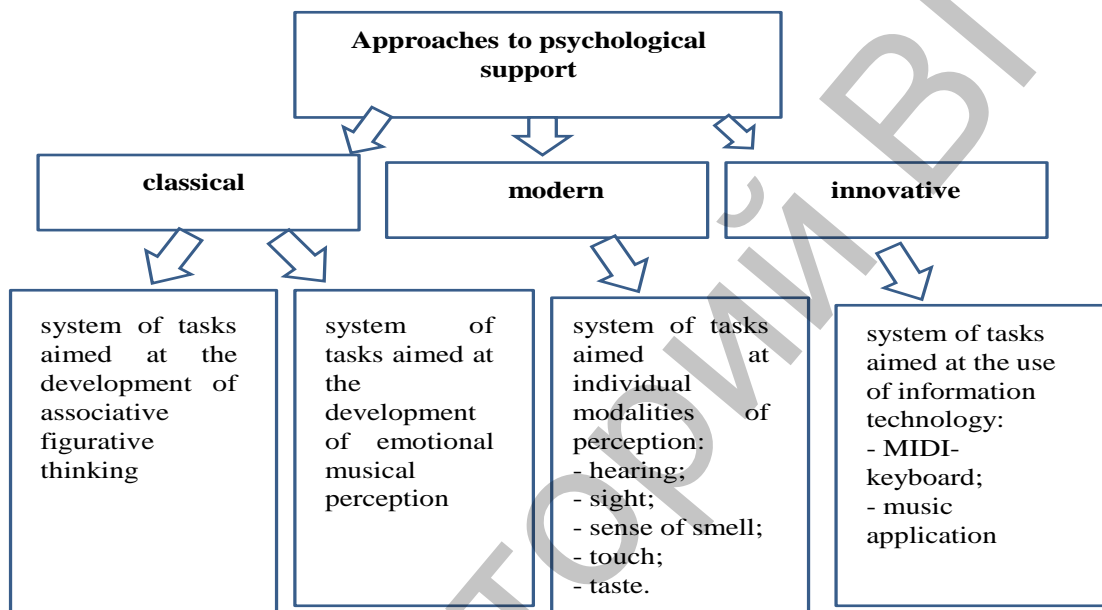 Approaches to psychological
support
classical
modern
innovative
system of tasks
aimed at the
development of
associative
figurative
thinking
system of
tasks aimed at
the
development
of emotional
musical
perception
system of tasks
aimed at
individual
modalities of
perception:
- hearing;
- sight;
- sense of smell;
- touch;
- taste.
system of tasks
aimed at the use
of information
technology:
- MIDI-
keyboard;
- music
application